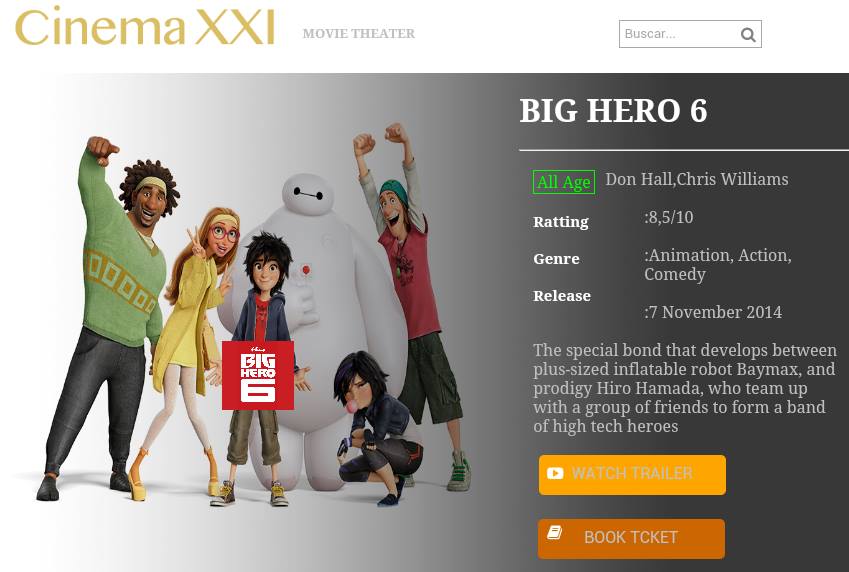 Cinema XXI
MOVIE THEATER
Buscar...
BIG HERO 6
All Age Don Hall,Chris Williams
Ratting :8,5/10
Genre :Animation, Action,
Comedy
Release
:7 November 2014
The special bond that develops between
plus-sized inflatable robot Baymax, and
prodigy Hiro Hamada, who team up
with a group of friends to form a band
of high tech heroes
WATCH TRAILER
BOOK TCKET
BIG
HERO
6